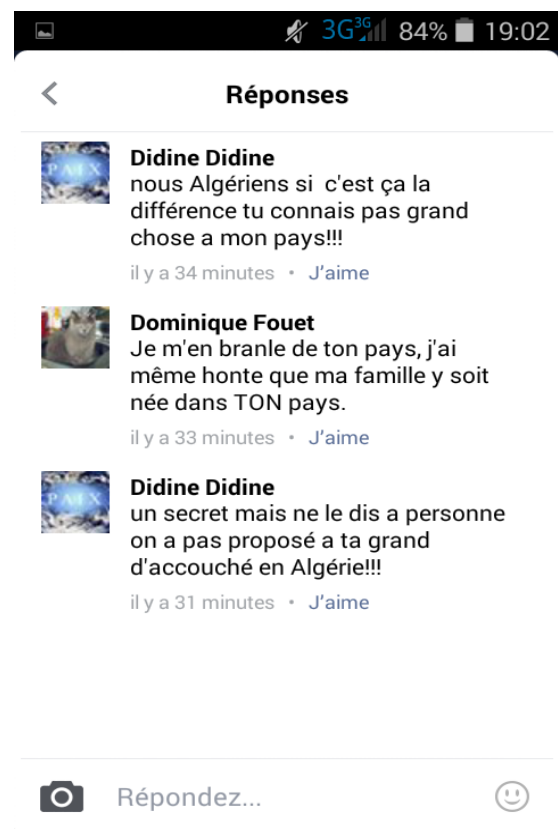 3G 3G 84% 19:02
Réponses
Didine Didine
nous Algériens si  c'est ça la
différence tu connais pas grand
chose a mon pays!!!
il y a 34 minutes • J'aime
Dominique Fouet
Je m'en branle de ton pays, j'ai
même honte que ma famille y soit
née dans TON pays.
il y a 33 minutes • J'aime
Didine Didine
un secret mais ne le dis a personne
on a pas proposé a ta grand
d'accouché en Algérie!!!
il y a 31 minutes • J'aime
Répondez...
PAIX
PAIX